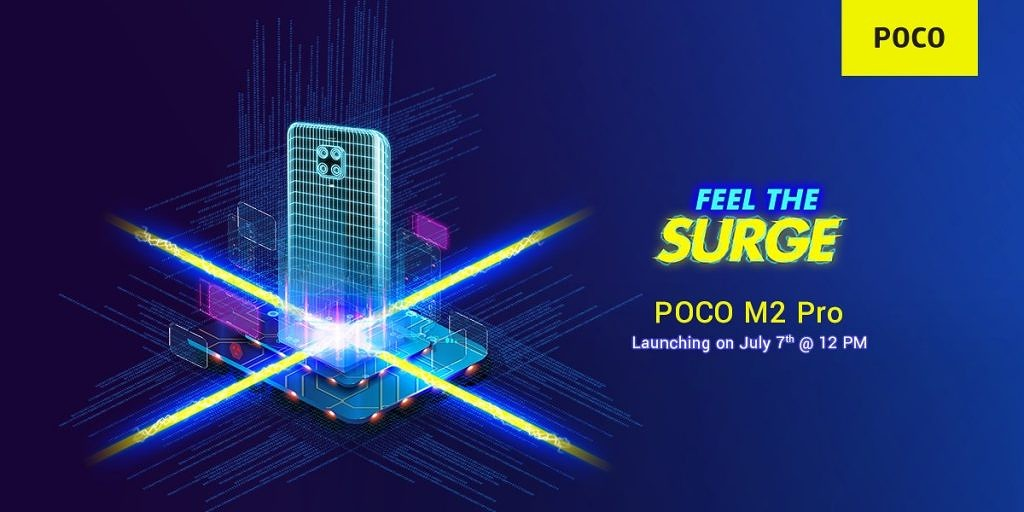 POCO
FEEL THE
SURGE
POCO M2 Pro
Launching on July 7th @ 12 PM